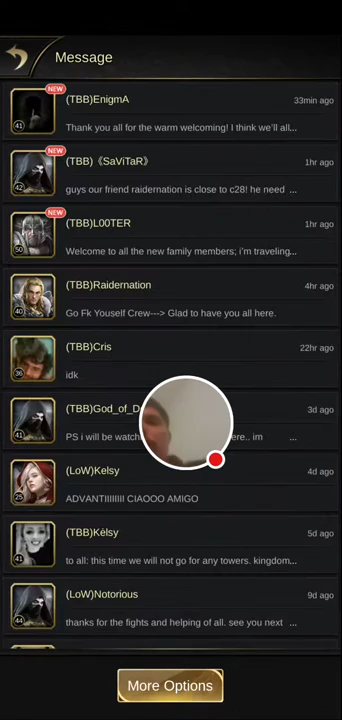 Message
NEW
(TBB)EnigmA
33min ago
41
Thank you all for the warm welcoming! I think we'll all...
NEW
(TBB)《SaViTaR》
1hr ago
42
guys our friend raidernation is close to c28! he need ...
NEW
(TBB)L00TER
1hr ago
50
Welcome to all the new family members; i'm traveling...
(TBB)Raidernation
4hr ago
40
Go Fk Youself Crew---> Glad to have you all here.
(TBB)Cris
22hr ago
36
idk
(TBB)God_of_D
3d ago
41
PS i will be watch ere.. im ...
(LoW)Kelsy
4d ago
25
ADVANTIIIIIIII CIAOOO AMIGO
(TBB)Kėlsy
5d ago
42
to all: this time we will not go for any towers. kingdom...
(LoW)Notorious
9d ago
44
thanks for the fights and helping of all. see you next ...
More Options